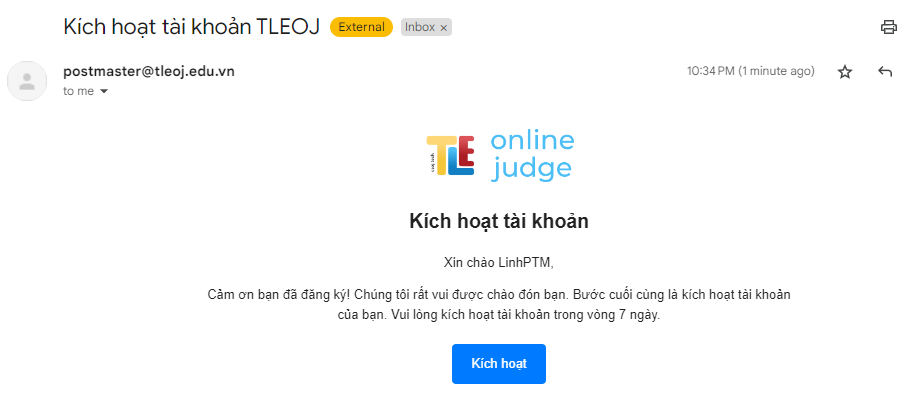 Kích hoạt tài khoản TLEOJ External Inbox ×
postmaster@tleoj.edu.vn 10:34 PM (1 minute ago)
to me
TLE online
judge
Kích hoạt tài khoản
Xin chào LinhPTM,
Cảm ơn bạn đã đăng ký! Chúng tôi rất vui được chào đón bạn. Bước cuối cùng là kích hoạt tài khoản
của bạn. Vui lòng kích hoạt tài khoản trong vòng 7 ngày.
Kích hoạt